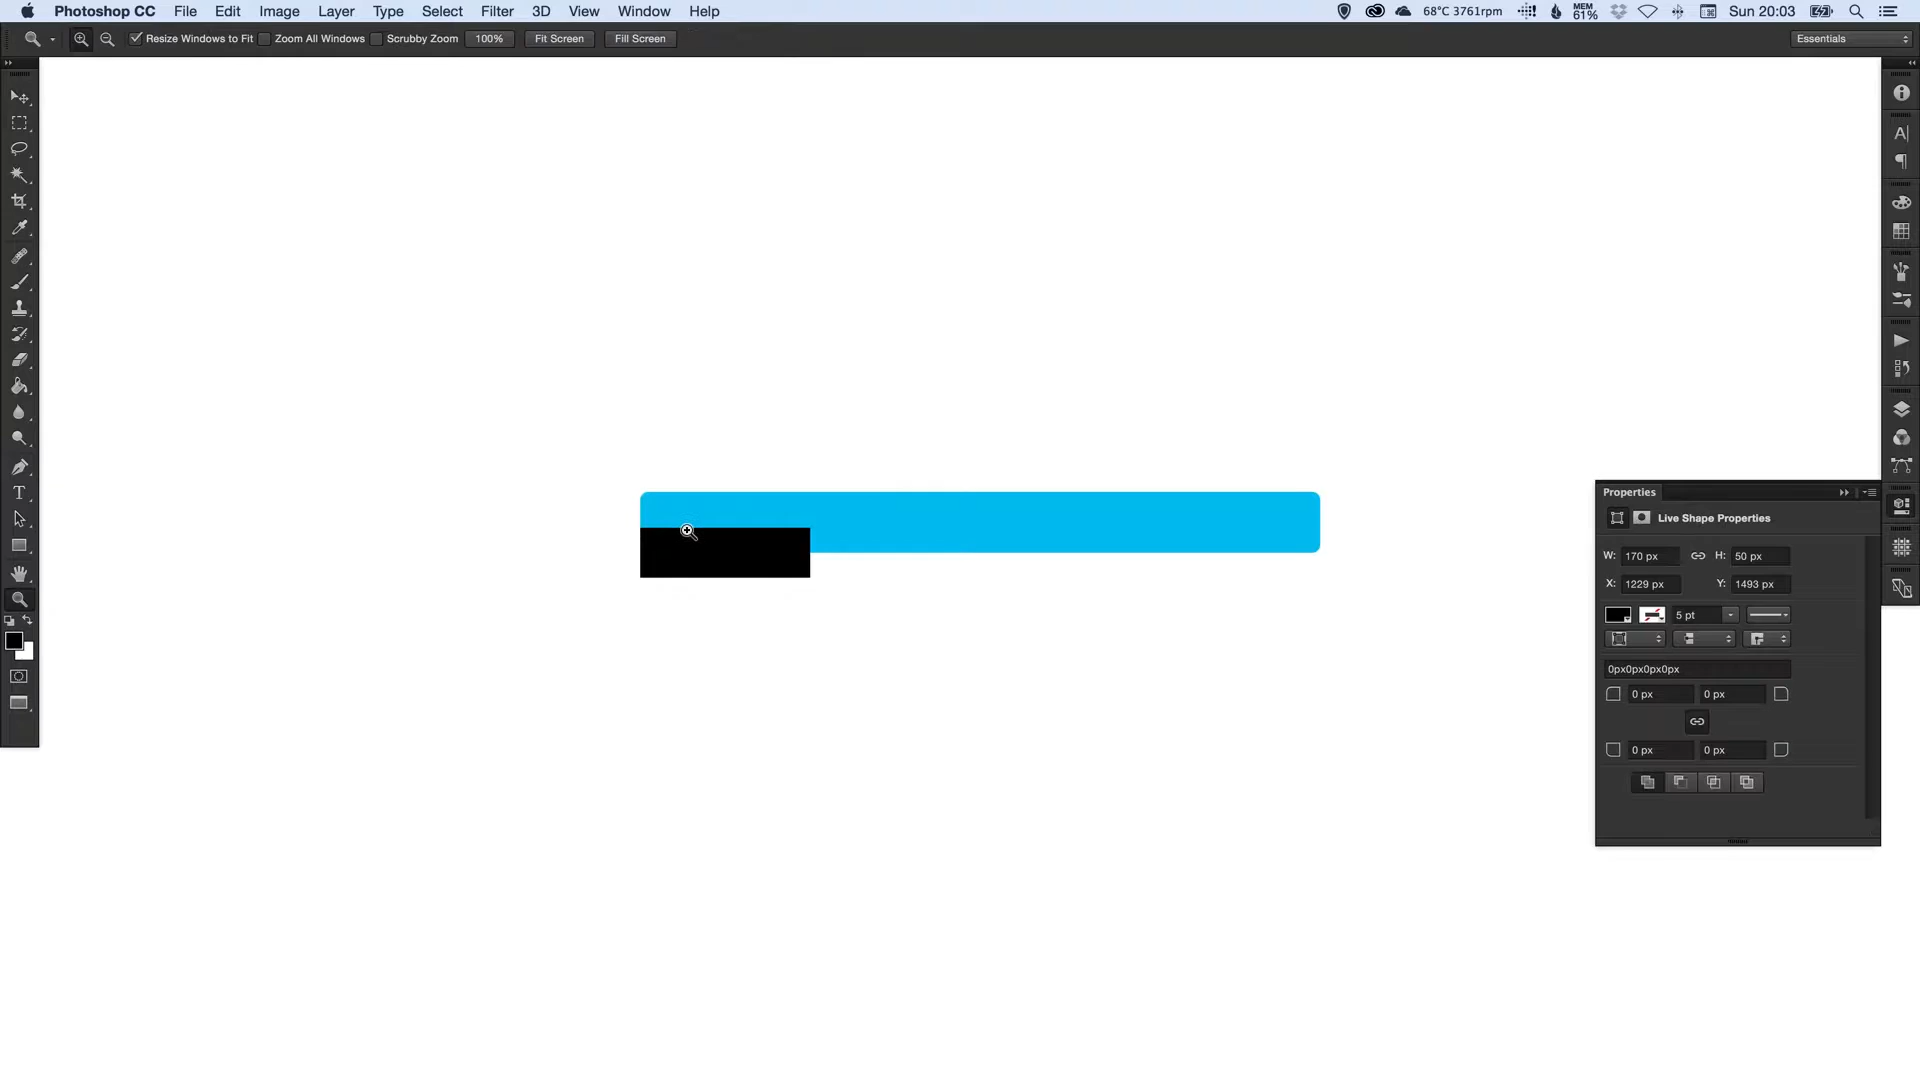 Photoshop CC File Edit Image Layer Type Select Filter 3D View Window Help 68°C 3761rpm MEM 61% Sun 20:03
Resize Windows to Fit Zoom All Windows Scrubby Zoom 100% Fit Screen Fill Screen Essentials
Properties
Live Shape Properties
W: 170 px H: 50 px
X: 1229 px Y: 1493 px
5 pt
0px0px0px0px
0 px 0 px
0 px 0 px